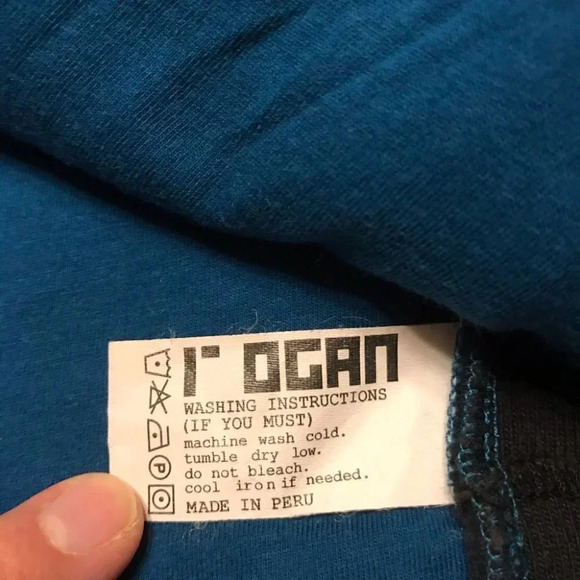 rOGAN
WASHING INSTRUCTIONS
(IF YOU MUST)
machine wash cold.
tumble dry low.
do not bleach.
cool iron if needed.
MADE IN PERU
P